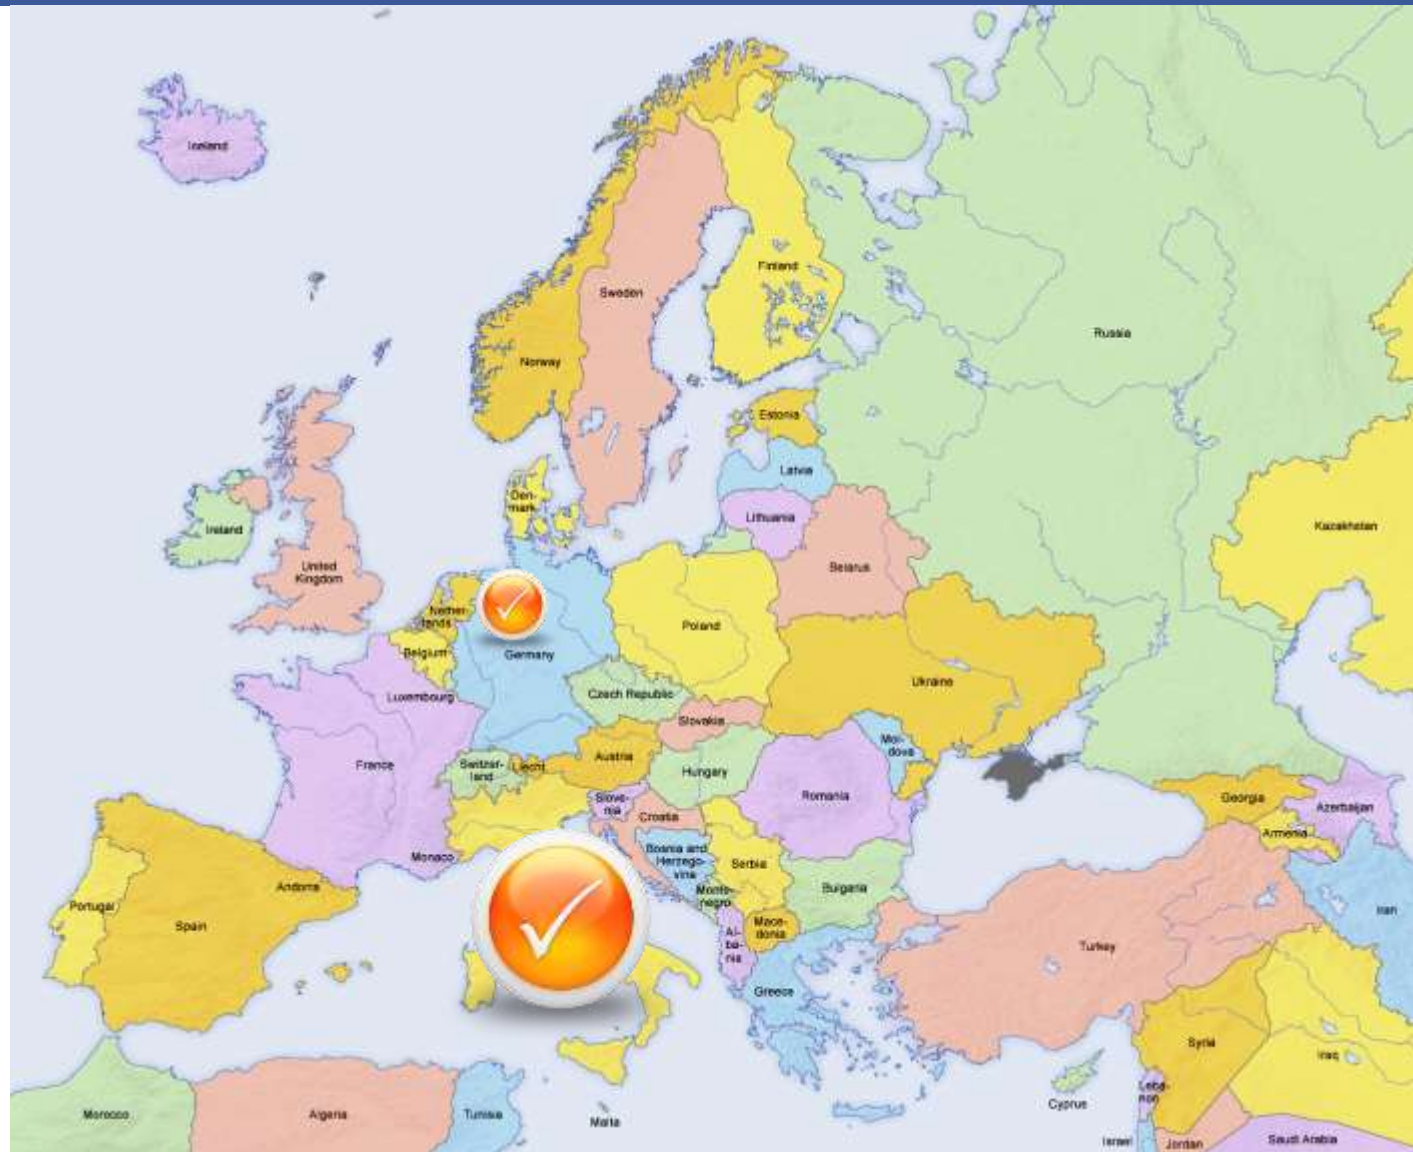 Iceland
Finland
Sweden
Russia
Norway
Estonia
Latvia
Den-
mark
Lithuania
Kazakhstan
Ireland
United
Kingdom
Belarus
Nether-
lands
Poland
Belgium
Germany
Ukraine
Czech Republic
Luxembourg
Slovakia
Mol-
dova
Austria
France
Switzer-
land
Liecht.
Hungary
Romania
Slove-
nia
Croatia
Georgia
Azerbaijan
Armenia
Bosnia and
Herzego-
vina
Monaco
Serbia
Andorra
Monte-
negro
Bulgaria
Portugal
Spain
Mace-
donia
Al-
ba-
nia
Iran
Turkey
Greece
Syria
Iraq
Leba-
non
Cyprus
Morocco
Algeria
Tunisia
Malta
Israel
Jordan
Saudi Arabia